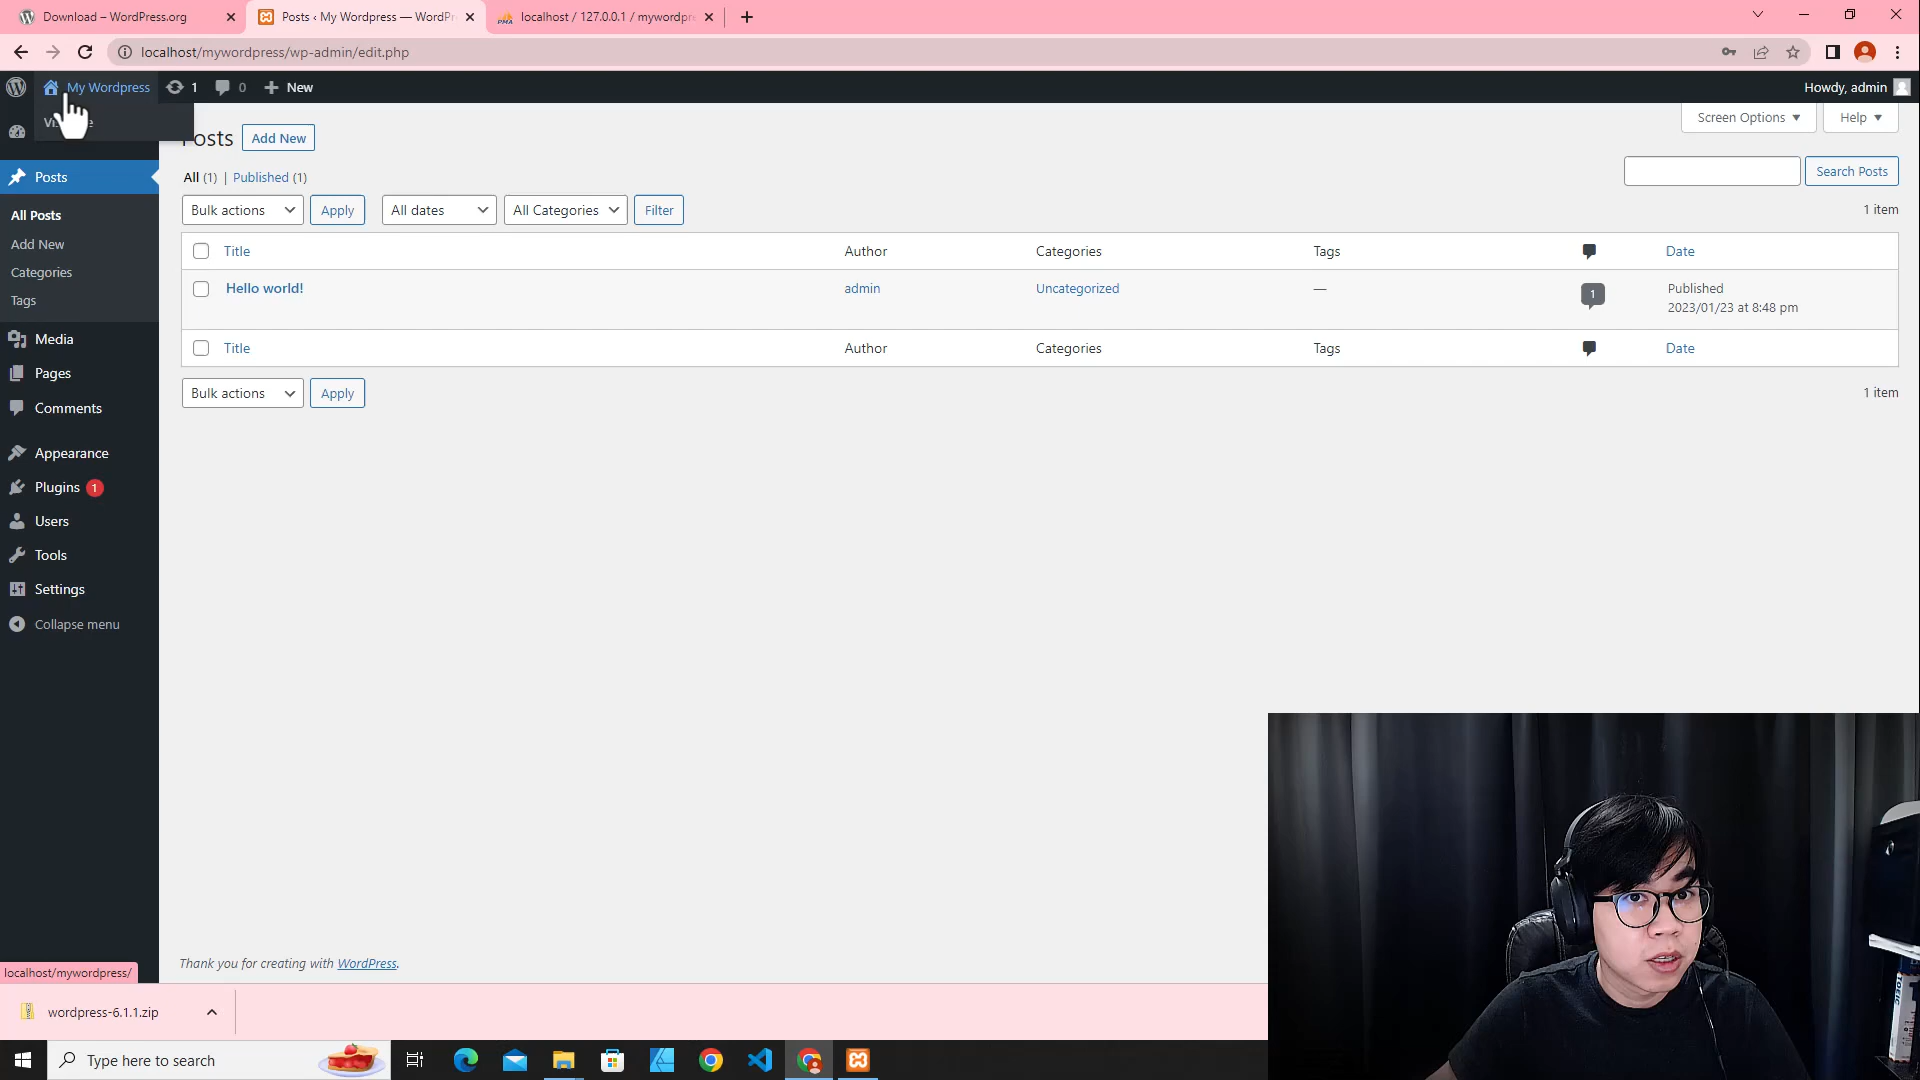 Download – WordPress.org
Posts ‹ My Wordpress — WordPr
localhost / 127.0.0.1 / mywordpr
localhost/mywordpress/wp-admin/edit.php
My Wordpress
1
0
New
Howdy, admin
Posts
Add New
Screen Options
Help
All (1) | Published (1)
Search Posts
Bulk actions
Apply
All dates
All Categories
Filter
1 item
Title
Author
Categories
Tags
Date
Hello world!
admin
Uncategorized
—
1
Published
2023/01/23 at 8:48 pm
Title
Author
Categories
Tags
Date
Bulk actions
Apply
1 item
Posts
All Posts
Add New
Categories
Tags
Media
Pages
Comments
Appearance
Plugins 1
Users
Tools
Settings
Collapse menu
Thank you for creating with WordPress.
localhost/mywordpress/
wordpress-6.1.1.zip
Type here to search
TOEIC